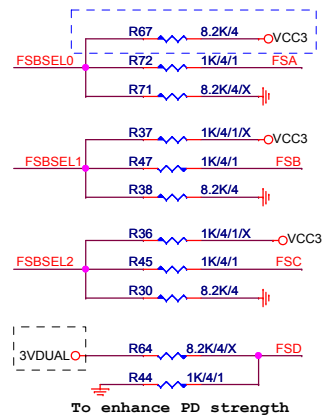 R67 8.2K/4 VCC3
FSBSEL0 R72 1K/4/1 FSA
R71 8.2K/4/X
R37 1K/4/1/X VCC3
FSBSEL1 R47 1K/4/1 FSB
R38 8.2K/4
R36 1K/4/1/X VCC3
FSBSEL2 R45 1K/4/1 FSC
R30 8.2K/4
3VDUAL R64 8.2K/4/X FSD
R44 1K/4/1
To enhance PD strength